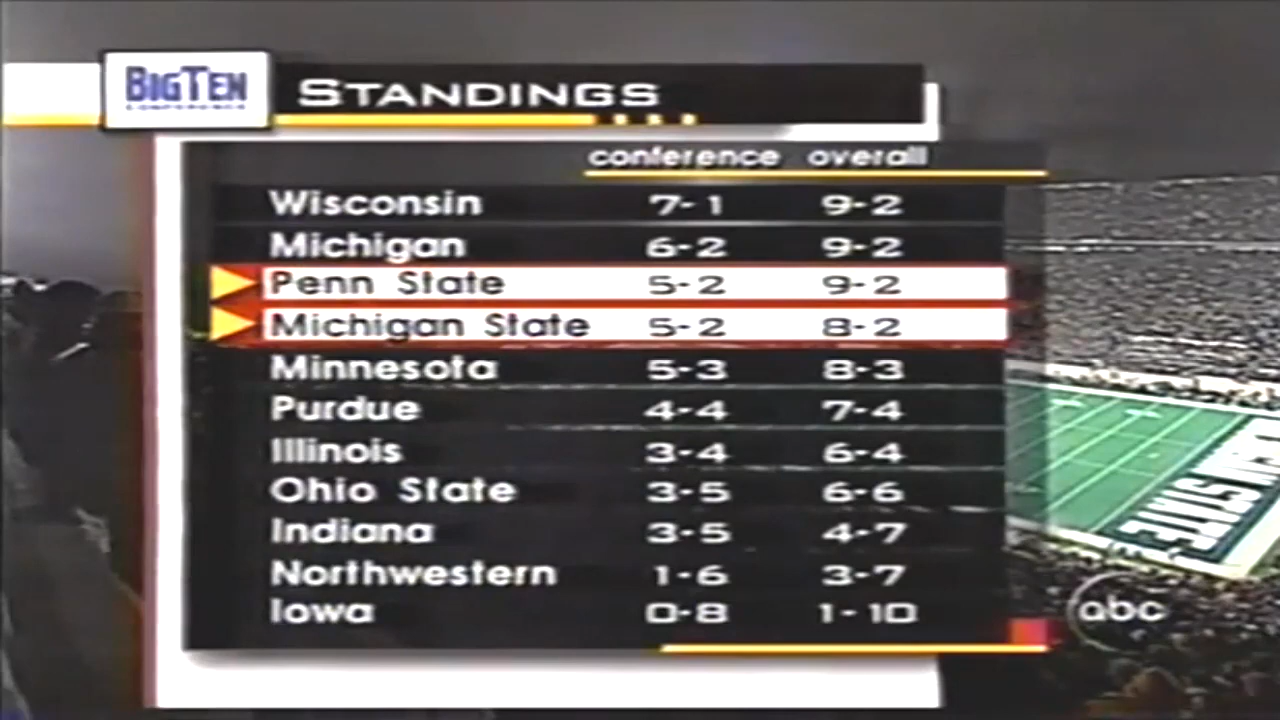 BIGTEN
CONFERENCE
STANDINGS
conference overall
Wisconsin 7-1 9-2
Michigan 6-2 9-2
Penn State 5-2 9-2
Michigan State 5-2 8-2
Minnesota 5-3 8-3
Purdue 4-4 7-4
Illinois 3-4 6-4
Ohio State 3-5 6-6
Indiana 3-5 4-7
Northwestern 1-6 3-7
Iowa 0-8 1-10
STATE
abc